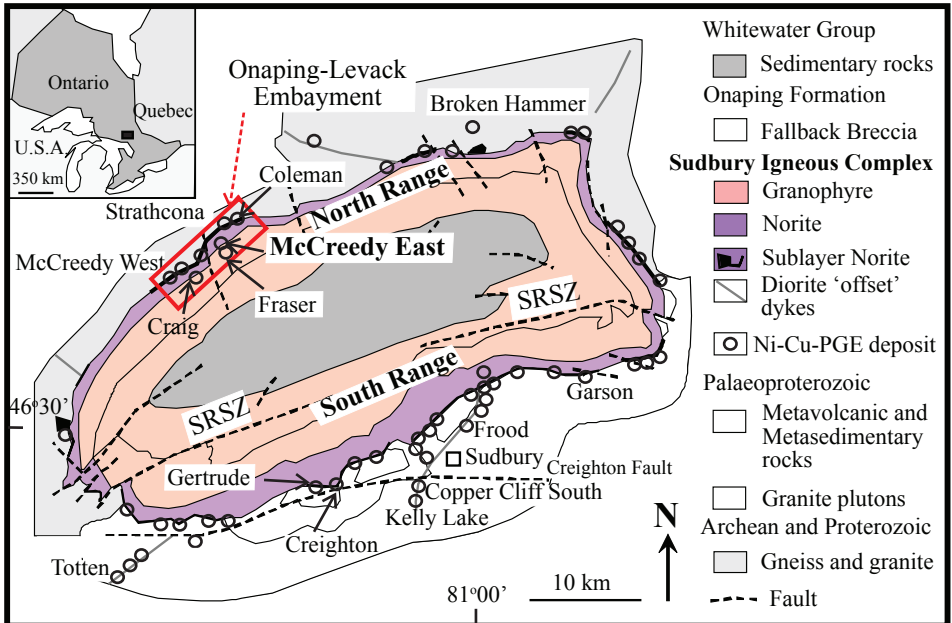 Ontario
Quebec
U.S.A.
350 km
Onaping-Levack
Embayment
Broken Hammer
Coleman
Strathcona
North Range
McCreedy West
McCreedy East
Fraser
Craig
SRSZ
South Range
SRSZ
Garson
46°30'
Frood
Sudbury
Gertrude
Creighton Fault
Copper Cliff South
Kelly Lake
Creighton
Totten
81°00'
10 km
N
Whitewater Group
Sedimentary rocks
Onaping Formation
Fallback Breccia
Sudbury Igneous Complex
Granophyre
Norite
Sublayer Norite
Diorite ‘offset’
dykes
Ni-Cu-PGE deposit
Palaeoproterozoic
Metavolcanic and
Metasedimentary
rocks
Granite plutons
Archean and Proterozoic
Gneiss and granite
Fault